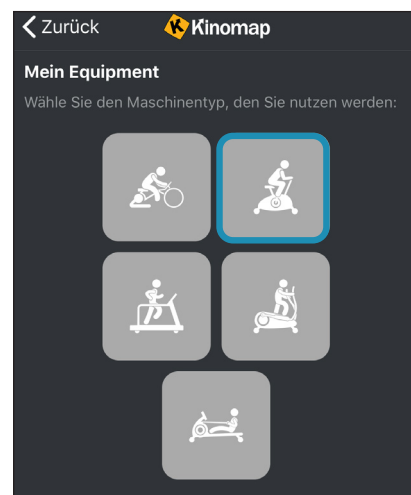 Zurück
Kinomap
Mein Equipment
Wähle Sie den Maschinentyp, den Sie nutzen werden: